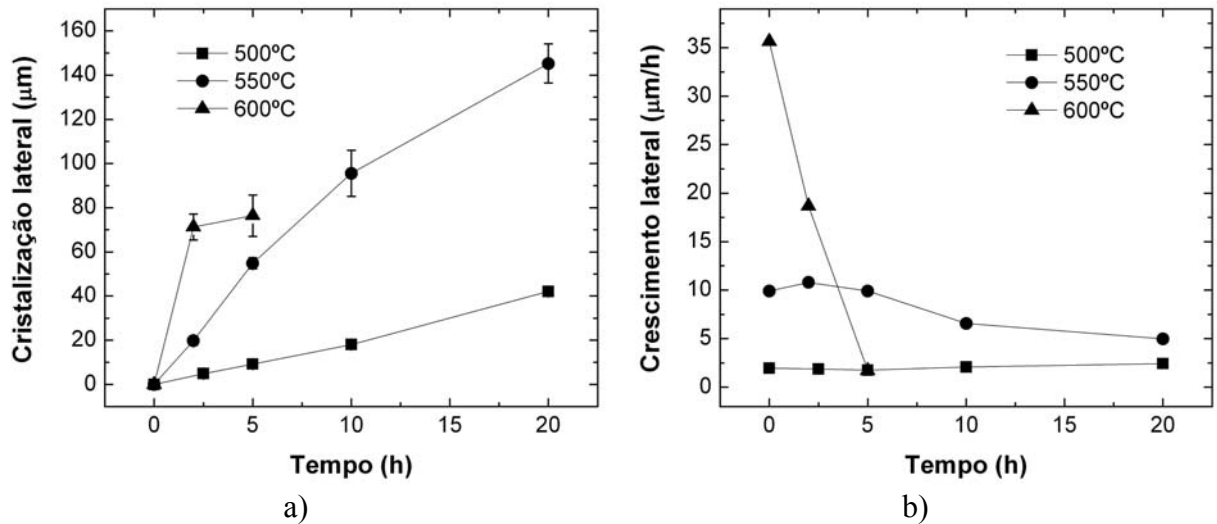 160
140
120
100
80
60
40
20
0
Cristalização lateral (μm)
500ºC
550ºC
600ºC
0
5
10
15
20
Tempo (h)
a)
35
30
25
20
15
10
5
0
Crescimento lateral (μm/h)
500ºC
550ºC
600ºC
0
5
10
15
20
Tempo (h)
b)